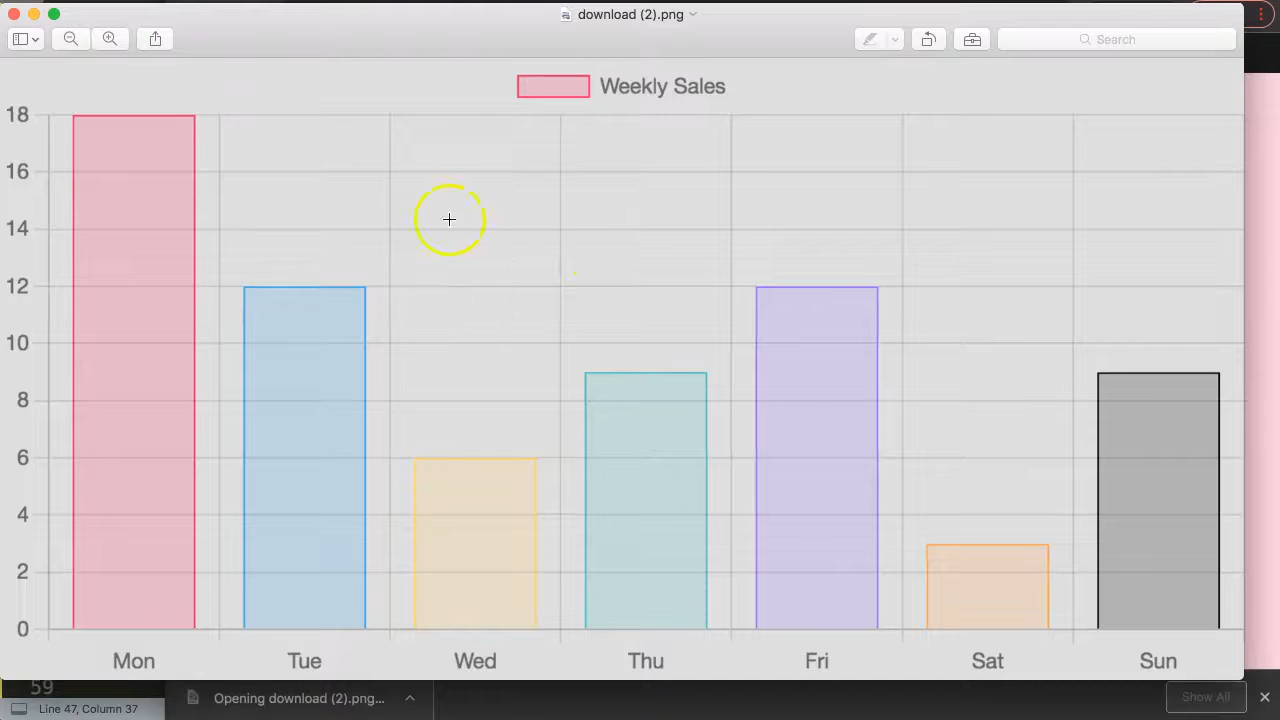 download (2).png
Search
Weekly Sales
18
16
14
12
10
8
6
4
2
0
Mon Tue Wed Thu Fri Sat Sun
59
Line 47, Column 37
Opening download (2).png...
Show All